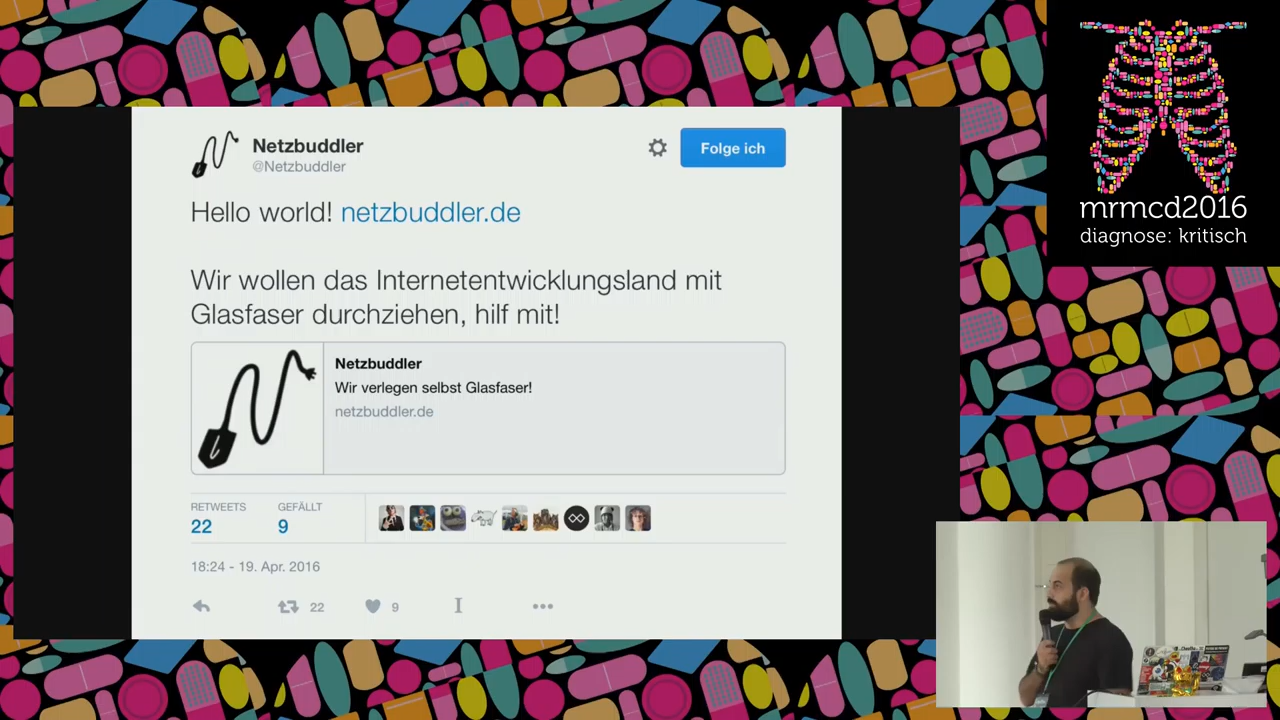 Netzbuddler
@Netzbuddler
Folge ich
Hello world! netzbuddler.de
Wir wollen das Internetentwicklungsland mit
Glasfaser durchziehen, hilf mit!
Netzbuddler
Wir verlegen selbst Glasfaser!
netzbuddler.de
RETWEETS
GEFÄLLT
22
9
18:24 - 19. Apr. 2016
22
9
mrmcd2016
diagnose: kritisch